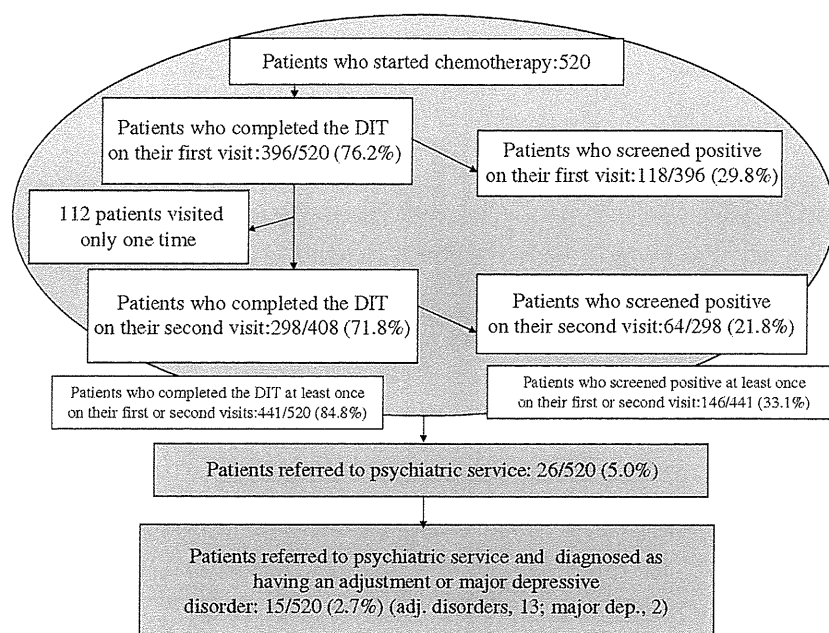 Patients who started chemotherapy:520
Patients who completed the DIT
on their first visit:396/520 (76.2%)
Patients who screened positive
on their first visit:118/396 (29.8%)
112 patients visited
only one time
Patients who completed the DIT
on their second visit:298/408 (71.8%)
Patients who screened positive
on their second visit:64/298 (21.8%)
Patients who completed the DIT at least once
on their first or second visits:441/520 (84.8%)
Patients who screened positive at least once
on their first or second visit:146/441 (33.1%)
Patients referred to psychiatric service: 26/520 (5.0%)
Patients referred to psychiatric service and diagnosed as
having an adjustment or major depressive
disorder: 15/520 (2.7%) (adj. disorders, 13; major dep., 2)